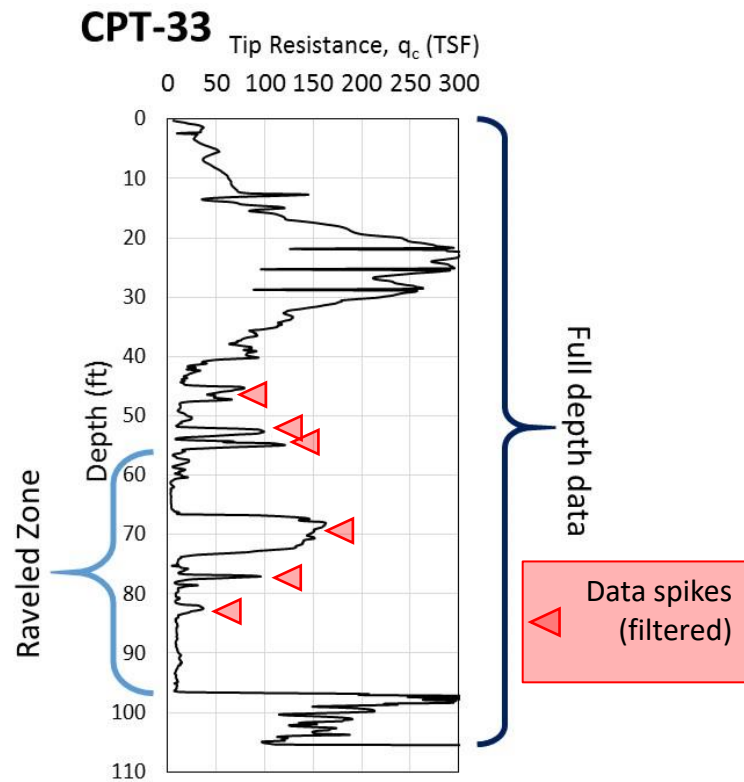 CPT-33
Tip Resistance, qc (TSF)
0 50 100 150 200 250 300
0
10
20
30
40
50
60
70
80
90
100
110
Depth (ft)
Raveled Zone
Full depth data
Data spikes
(filtered)